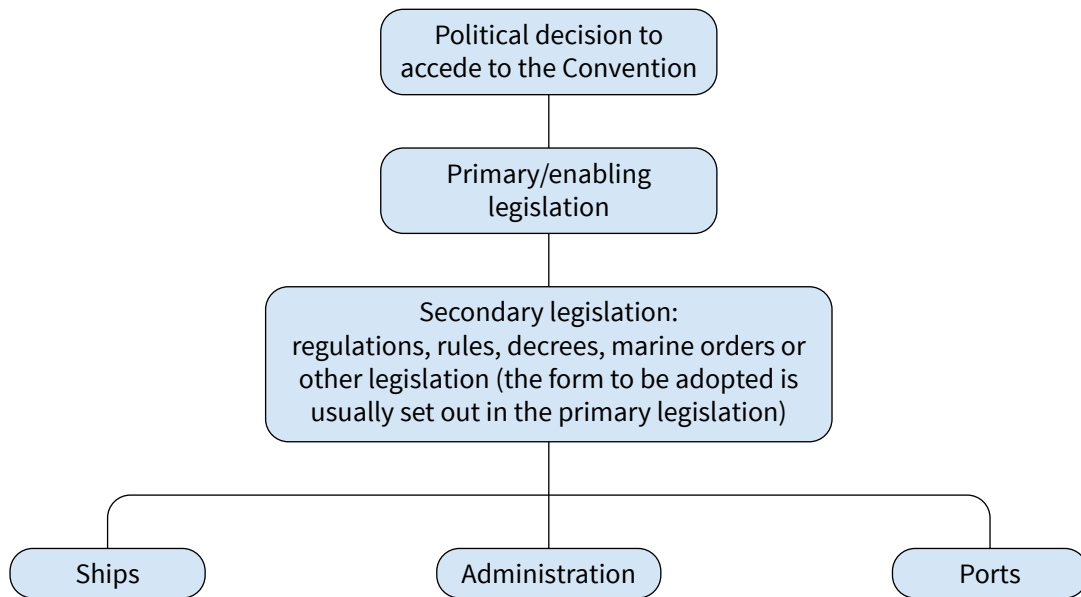 Political decision to
accede to the Convention
Primary/enabling
legislation
Secondary legislation:
regulations, rules, decrees, marine orders or
other legislation (the form to be adopted is
usually set out in the primary legislation)
Ships
Administration
Ports